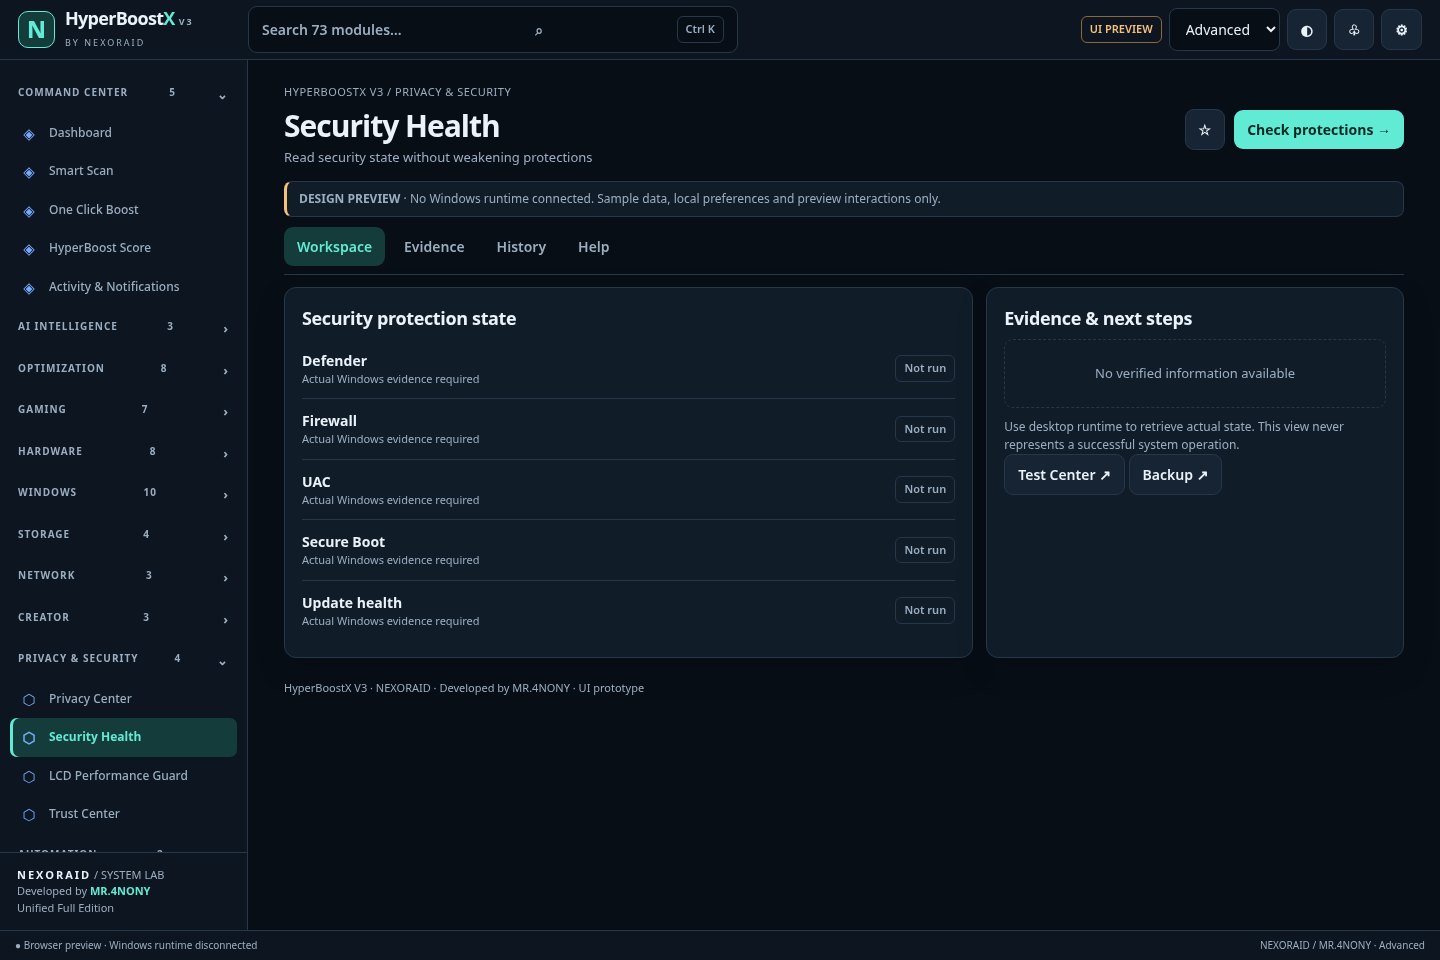 N
HyperBoostX V3
BY NEXORAID
Search 73 modules...
Ctrl K
UI PREVIEW
Advanced
COMMAND CENTER 5
Dashboard
Smart Scan
One Click Boost
HyperBoost Score
Activity & Notifications
AI INTELLIGENCE 3
OPTIMIZATION 8
GAMING 7
HARDWARE 8
WINDOWS 10
STORAGE 4
NETWORK 3
CREATOR 3
PRIVACY & SECURITY 4
Privacy Center
Security Health
LCD Performance Guard
Trust Center
AUTOMATION
NEXORAID / SYSTEM LAB
Developed by MR.4NONY
Unified Full Edition
HYPERBOOSTX V3 / PRIVACY & SECURITY
Security Health
Read security state without weakening protections
Check protections →
DESIGN PREVIEW · No Windows runtime connected. Sample data, local preferences and preview interactions only.
Workspace Evidence History Help
Security protection state
Defender
Actual Windows evidence required
Not run
Firewall
Actual Windows evidence required
Not run
UAC
Actual Windows evidence required
Not run
Secure Boot
Actual Windows evidence required
Not run
Update health
Actual Windows evidence required
Not run
Evidence & next steps
No verified information available
Use desktop runtime to retrieve actual state. This view never
represents a successful system operation.
Test Center ↗ Backup ↗
HyperBoostX V3 · NEXORAID · Developed by MR.4NONY · UI prototype
● Browser preview · Windows runtime disconnected
NEXORAID / MR.4NONY · Advanced